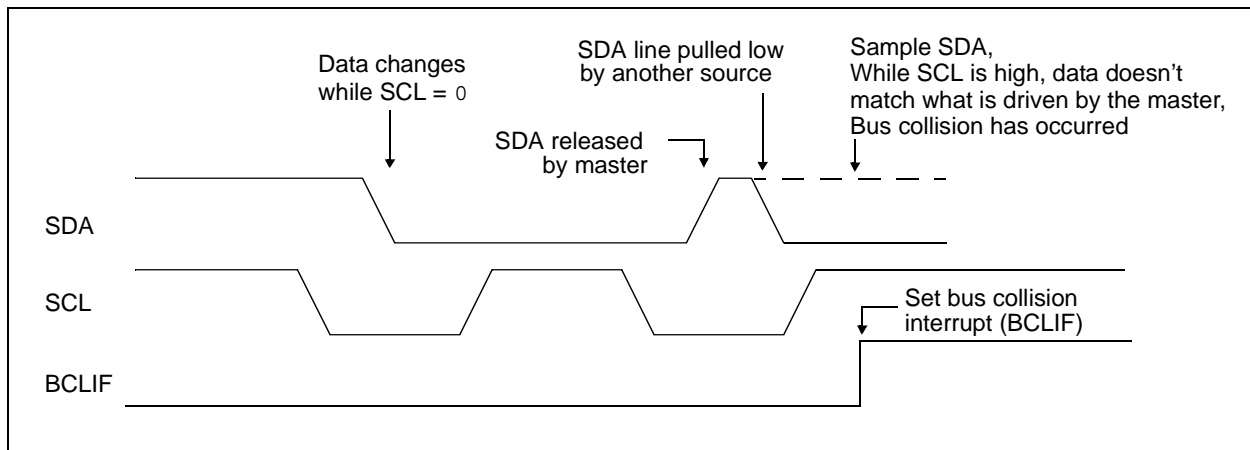 Data changes
while SCL = 0
SDA line pulled low
by another source
Sample SDA,
While SCL is high, data doesn't
match what is driven by the master,
Bus collision has occurred
SDA released
by master
SDA
SCL
Set bus collision
interrupt (BCLIF)
BCLIF